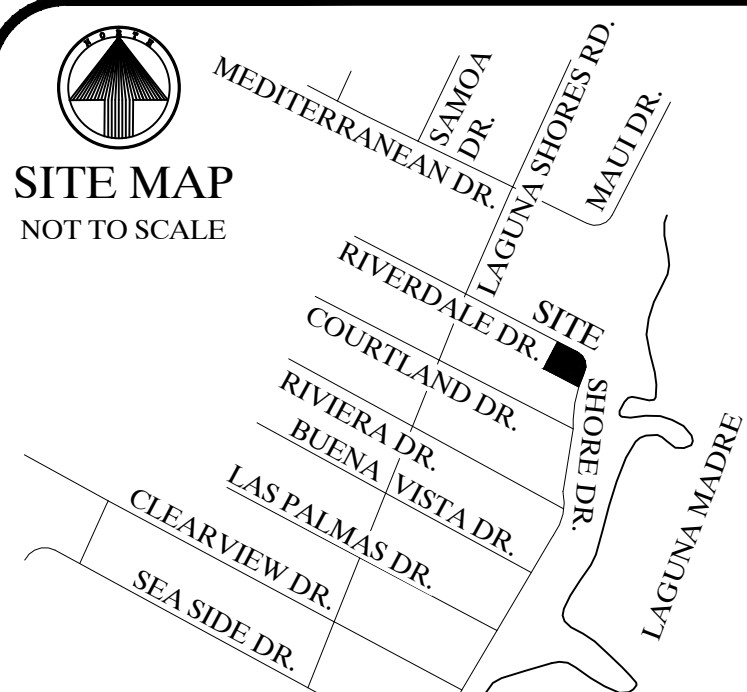 NORTH
SITE MAP
NOT TO SCALE
MEDITERRANEAN DR.
SAMOA
DR.
LAGUNA SHORES RD.
MAUI DR.
RIVERDALE DR.
SITE
COURTLAND DR.
SHORE DR.
RIVIERA DR.
BUENA VISTA DR.
LAS PALMAS DR.
CLEARVIEW DR.
SEA SIDE DR.
LAGUNA MADRE